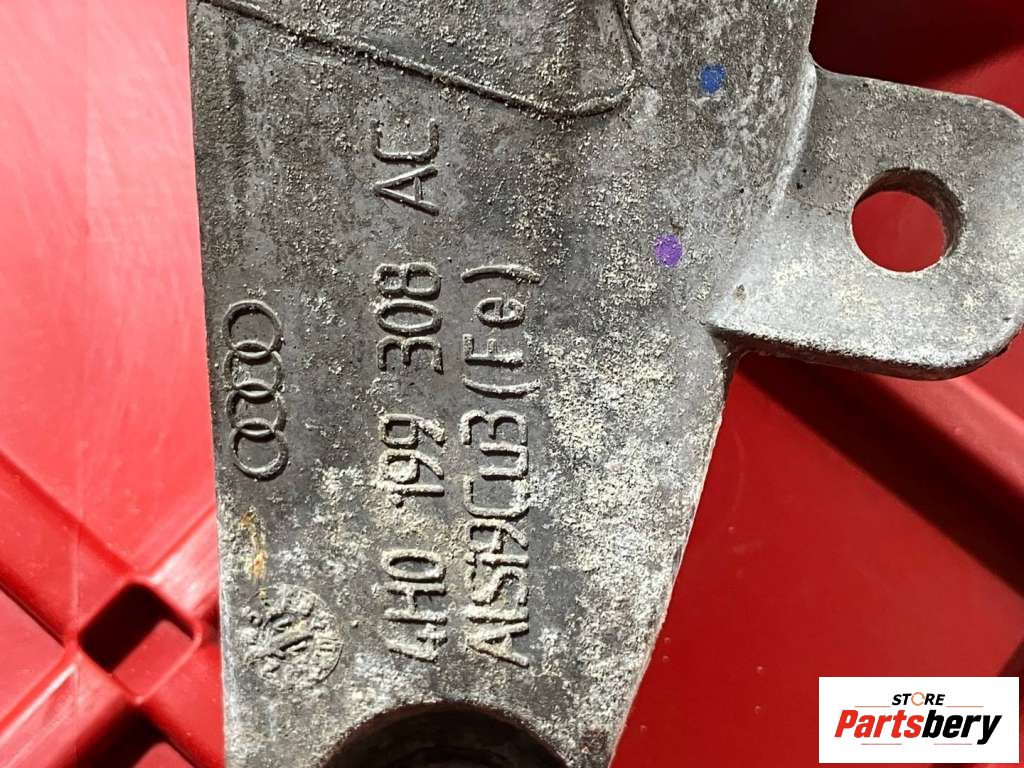 4H0 199 308 AC
AlSi9Cu3(Fe)
STORE
Partsbery